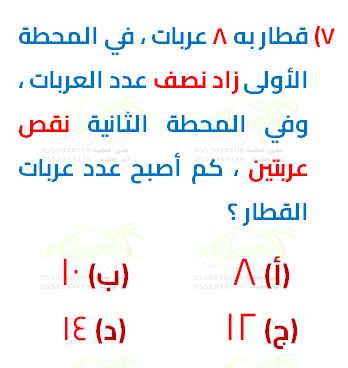 ٧) قطار به ٨ عربات ، في المحطة
الأولى زاد نصف عدد العربات ،
وفي المحطة الثانية نقص
عربتين ، كم أصبح عدد عربات
القطار ؟
(أ) ٨ (ب) ١٠
(ج) ١٢ (د) ١٤